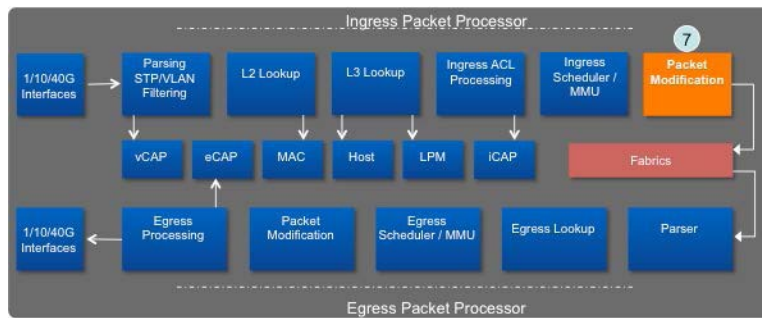 Ingress Packet Processor
7
1/10/40G
Interfaces
Parsing
STP/VLAN
Filtering
L2 Lookup
L3 Lookup
Ingress ACL
Processing
Ingress
Scheduler /
MMU
Packet
Modification
vCAP
eCAP
MAC
Host
LPM
iCAP
Fabrics
1/10/40G
Interfaces
Egress
Processing
Packet
Modification
Egress
Scheduler / MMU
Egress Lookup
Parser
Egress Packet Processor